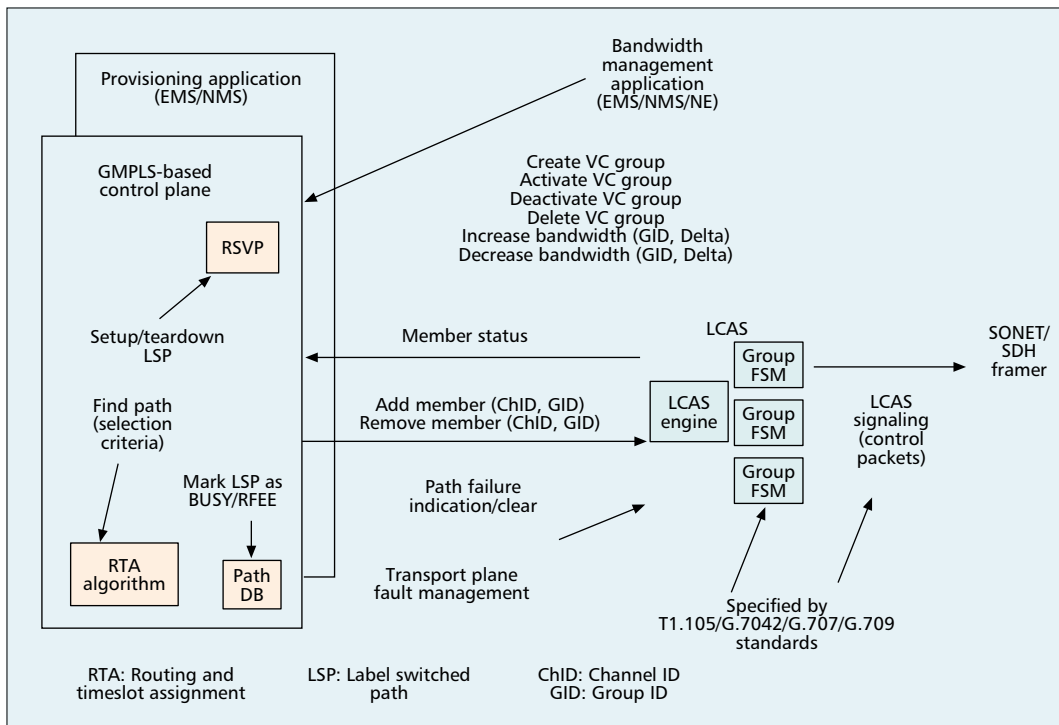 Provisioning application
(EMS/NMS)
Bandwidth
management
application
(EMS/NMS/NE)
GMPLS-based
control plane
RSVP
Create VC group
Activate VC group
Deactivate VC group
Delete VC group
Increase bandwidth (GID, Delta)
Decrease bandwidth (GID, Delta)
Setup/teardown
LSP
Member status
LCAS
Group
FSM
SONET/
SDH
framer
Find path
(selection
criteria)
Add member (ChID, GID)
Remove member (ChID, GID)
LCAS
engine
Group
FSM
LCAS
signaling
(control
packets)
Mark LSP as
BUSY/RFEE
Path failure
indication/clear
Group
FSM
RTA
algorithm
Path
DB
Transport plane
fault management
Specified by
T1.105/G.7042/G.707/G.709
standards
RTA: Routing and
timeslot assignment
LSP: Label switched
path
ChID: Channel ID
GID: Group ID